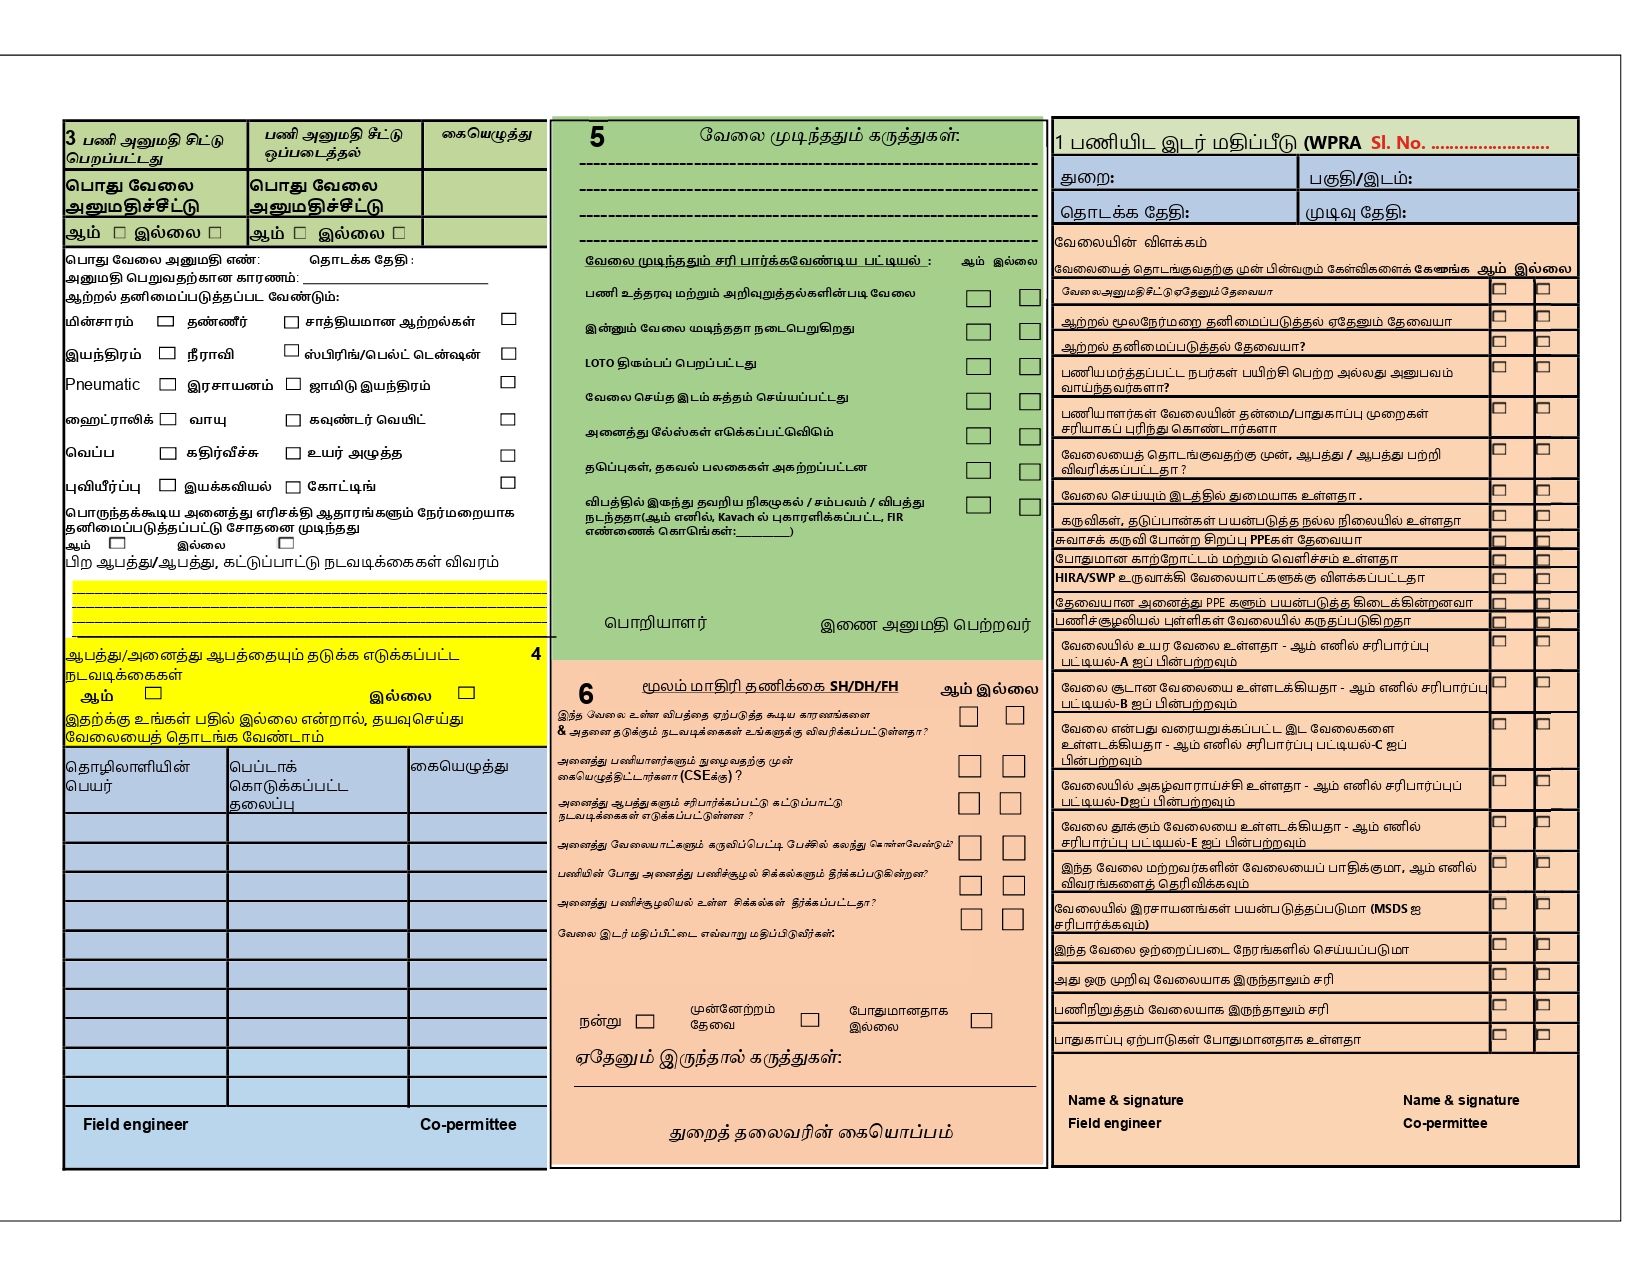 3 பணி அனுமதி சிட்டு
பெறப்பட்டது
பணி அனுமதி சீட்டு
ஒப்படைத்தல்
கையெழுத்து
பொது வேலை
அனுமதிச்சீட்டு
பொது வேலை
அனுமதிச்சீட்டு
ஆம் இல்லை
ஆம் இல்லை
பொது வேலை அனுமதி எண்: தொடக்க தேதி :
அனுமதி பெறுவதற்கான காரணம்:
ஆற்றல் தனிமைப்படுத்தப்பட வேண்டும்:
மின்சாரம் தண்ணீர் சாத்தியமான ஆற்றல்கள்
இயந்திரம் நீராவி ஸ்பிரிங்/பெல்ட் டென்ஷன்
Pneumatic இரசாயனம் ஜாமிடு இயந்திரம்
ஹைட்ராலிக் வாயு கவுண்டர் வெயிட்
வெப்ப கதிர்வீச்சு உயர் அழுத்த
புவியீர்ப்பு இயக்கவியல் கோட்டிங்
பொருந்தக்கூடிய அனைத்து எரிசக்தி ஆதாரங்களும் நேர்மறையாக
தனிமைப்படுத்தப்பட்டு சோதனை முடிந்தது
ஆம் இல்லை
பிற ஆபத்து/ஆபத்து, கட்டுப்பாட்டு நடவடிக்கைகள் விவரம்
ஆபத்து/அனைத்து ஆபத்தையும் தடுக்க எடுக்கப்பட்ட 4
நடவடிக்கைகள்
ஆம் இல்லை
இதற்க்கு உங்கள் பதில் இல்லை என்றால், தயவுசெய்து
வேலையைத் தொடங்க வேண்டாம்
தொழிலாளியின்
பெயர்
பெப்டாக்
கொடுக்கப்பட்ட
தலைப்பு
கையெழுத்து
Field engineer Co-permittee
5 வேலை முடிந்ததும் கருத்துகள்:
வேலை முடிந்ததும் சரி பார்க்கவேண்டிய பட்டியல் : ஆம் இல்லை
பணி உத்தரவு மற்றும் அறிவுறுத்தல்களின்படி வேலை
இன்னும் வேலை யடிந்ததா நடைபெறுகிறது
LOTO திரும்பப் பெறப்பட்டது
வேலை செய்த இடம் சுத்தம் செய்யப்பட்டது
அனைத்து லேஸ்கள் எடுக்கப்பட்டுவிடும்
தடுப்புகள், தகவல் பலகைகள் அகற்றப்பட்டன
விபத்தில் இருந்து தவறிய நிகழுகல் / சம்பவம் / விபத்து
நடந்ததா(ஆம் எனில், Kavach ல் புகாரளிக்கப்பட்ட, FIR
எண்ணைக் கொடுங்கள்:_________)
பொறியாளர் இணை அனுமதி பெற்றவர்
6 மூலம் மாதிரி தணிக்கை SH/DH/FH ஆம் இல்லை
இந்த வேலை உள்ள விபத்தை ஏற்படுத்த கூடிய காரணங்களை
& அதனை தடுக்கும் நடவடிக்கைகள் உங்களுக்கு விவரிக்கப்பட்டுள்ளதா?
அனைத்து பணியாளர்களும் நுழைவதற்கு முன்
கையெழுத்திட்டார்களா (CSEக்கு) ?
அனைத்து ஆபத்துகளும் சரிபார்க்கப்பட்டு கட்டுப்பாட்டு
நடவடிக்கைகள் எடுக்கப்பட்டுள்ளன ?
அனைத்து வேலையாட்களும் கருவிப்பெட்டி பேச்சில் கலந்து கொள்ளவேண்டும்?
பணியின் போது அனைத்து பணிச்சூழல் சிக்கல்களும் தீர்க்கப்படுகின்றன?
அனைத்து பணிச்சூழலியல் உள்ள சிக்கல்கள் தீர்க்கப்பட்டதா?
வேலை இடர் மதிப்பீட்டை எவ்வாறு மதிப்பிடுவீர்கள்:
நன்று
முன்னேற்றம்
தேவை
போதுமானதாக
இல்லை
ஏதேனும் இருந்தால் கருத்துகள்:
துறைத் தலைவரின் கையொப்பம்
1 பணியிட இடர் மதிப்பீடு (WPRA Sl. No. .........................
துறை: பகுதி/இடம்:
தொடக்க தேதி: முடிவு தேதி:
வேலையின் விளக்கம்
வேலையைத் தொடங்குவதற்கு முன் பின்வரும் கேள்விகளைக் கேளுங்க ஆம் இல்லை
வேலைஅனுமதிசீட்டுஏதேனும்தேவையா
ஆற்றல் மூலநேர்மறை தனிமைப்படுத்தல் ஏதேனும் தேவையா
ஆற்றல் தனிமைப்படுத்தல் தேவையா?
பணியமர்த்தப்பட்ட நபர்கள் பயிற்சி பெற்ற அல்லது அனுபவம்
வாய்ந்தவர்களா?
பணியாளர்கள் வேலையின் தன்மை/பாதுகாப்பு முறைகள்
சரியாகப் புரிந்து கொண்டார்களா
வேலையைத் தொடங்குவதற்கு முன், ஆபத்து / ஆபத்து பற்றி
விவரிக்கப்பட்டதா ?
வேலை செய்யும் இடத்தில் துமையாக உள்ளதா .
கருவிகள், தடுப்பான்கள் பயன்படுத்த நல்ல நிலையில் உள்ளதா
சுவாசக் கருவி போன்ற சிறப்பு PPEகள் தேவையா
போதுமான காற்றோட்டம் மற்றும் வெளிச்சம் உள்ளதா
HIRA/SWP உருவாக்கி வேலையாட்களுக்கு விளக்கப்பட்டதா
தேவையான அனைத்து PPE களும் பயன்படுத்த கிடைக்கின்றனவா
பணிச்சூழலியல் புள்ளிகள் வேலையில் கருதப்படுகிறதா
வேலையில் உயர வேலை உள்ளதா - ஆம் எனில் சரிபார்ப்பு
பட்டியல்-A ஐப் பின்பற்றவும்
வேலை சூடான வேலையை உள்ளடக்கியதா - ஆம் எனில் சரிபார்ப்பு
பட்டியல்-B ஐப் பின்பற்றவும்
வேலை என்பது வரையறுக்கப்பட்ட இட வேலைகளை
உள்ளடக்கியதா - ஆம் எனில் சரிபார்ப்பு பட்டியல்-C ஐப்
பின்பற்றவும்
வேலையில் அகழ்வாராய்ச்சி உள்ளதா - ஆம் எனில் சரிபார்ப்புப்
பட்டியல்-Dஐப் பின்பற்றவும்
வேலை தூக்கும் வேலையை உள்ளடக்கியதா - ஆம் எனில்
சரிபார்ப்பு பட்டியல்-E ஐப் பின்பற்றவும்
இந்த வேலை மற்றவர்களின் வேலையைப் பாதிக்குமா, ஆம் எனில்
விவரங்களைத் தெரிவிக்கவும்
வேலையில் இரசாயனங்கள் பயன்படுத்தப்படுமா (MSDS ஐ
சரிபார்க்கவும்)
இந்த வேலை ஒற்றைப்படை நேரங்களில் செய்யப்படுமா
அது ஒரு முறிவு வேலையாக இருந்தாலும் சரி
பணிநிறுத்தம் வேலையாக இருந்தாலும் சரி
பாதுகாப்பு ஏற்பாடுகள் போதுமானதாக உள்ளதா
Name & signature Name & signature
Field engineer Co-permittee